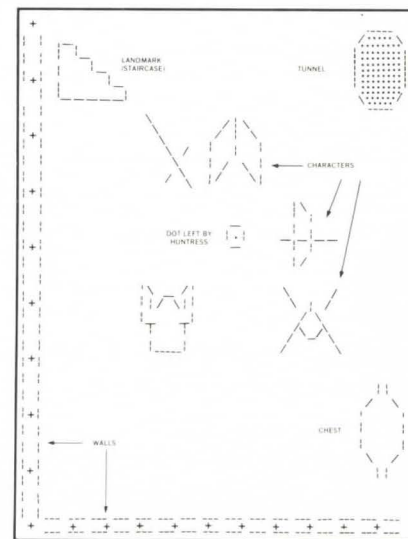 LANDMARK
(STAIRCASE)
TUNNEL
CHARACTERS
DOT LEFT BY
HUNTRESS
CHEST
WALLS